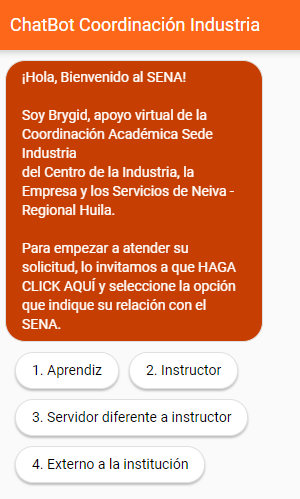 ChatBot Coordinación Industria
¡Hola, Bienvenido al SENA!
Soy Brygid, apoyo virtual de la
Coordinación Académica Sede
Industria
del Centro de la Industria, la
Empresa y los Servicios de Neiva -
Regional Huila.
Para empezar a atender su
solicitud, lo invitamos a que HAGA
CLICK AQUÍ y seleccione la opción
que indique su relación con el
SENA.
1. Aprendiz
2. Instructor
3. Servidor diferente a instructor
4. Externo a la institución